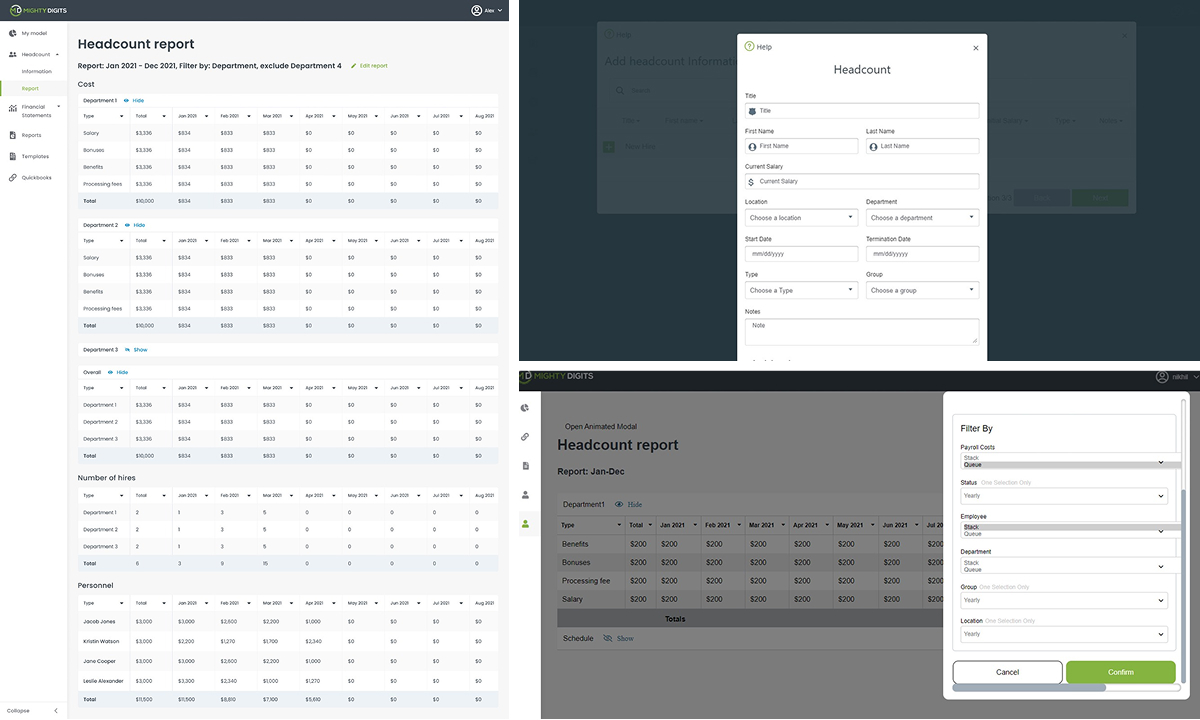 MIGHTY DIGITS
Alex
My model
Headcount
Information
Report
Financial
Statements
Reports
Templates
Quickbooks
Collapse
Headcount report
Report: Jan 2021 - Dec 2021, Filter by: Department, exclude Department 4 Edit report
Cost
Department 1 Hide
Type Total Jan 2021 Feb 2021 Mar 2021 Apr 2021 May 2021 Jun 2021 Jul 2021 Aug 2021
Salary $3,336 $834 $833 $833 $0 $0 $0 $0 $0
Bonuses $3,336 $834 $833 $833 $0 $0 $0 $0 $0
Benefits $3,336 $834 $833 $833 $0 $0 $0 $0 $0
Processing fees $3,336 $834 $833 $833 $0 $0 $0 $0 $0
Total $10,000 $834 $833 $833 $0 $0 $0 $0 $0
Department 2 Hide
Type Total Jan 2021 Feb 2021 Mar 2021 Apr 2021 May 2021 Jun 2021 Jul 2021 Aug 2021
Salary $3,336 $834 $833 $833 $0 $0 $0 $0 $0
Bonuses $3,336 $834 $833 $833 $0 $0 $0 $0 $0
Benefits $3,336 $834 $833 $833 $0 $0 $0 $0 $0
Processing fees $3,336 $834 $833 $833 $0 $0 $0 $0 $0
Total $10,000 $834 $833 $833 $0 $0 $0 $0 $0
Department 3 Show
Overall Hide
Type Total Jan 2021 Feb 2021 Mar 2021 Apr 2021 May 2021 Jun 2021 Jul 2021 Aug 2021
Department 1 $3,336 $834 $833 $833 $0 $0 $0 $0 $0
Department 2 $3,336 $834 $833 $833 $0 $0 $0 $0 $0
Department 3 $3,336 $834 $833 $833 $0 $0 $0 $0 $0
Total $10,000 $834 $833 $833 $0 $0 $0 $0 $0
Number of hires
Type Total Jan 2021 Feb 2021 Mar 2021 Apr 2021 May 2021 Jun 2021 Jul 2021 Aug 2021
Department 1 2 1 3 5 0 0 0 0 0
Department 2 2 1 3 5 0 0 0 0 0
Department 3 2 1 3 5 0 0 0 0 0
Total 6 3 9 15 0 0 0 0 0
Personnel
Type Total Jan 2021 Feb 2021 Mar 2021 Apr 2021 May 2021 Jun 2021 Jul 2021 Aug 2021
Jacob Jones $3,000 $3,000 $2,600 $2,200 $1,000 $0 $0 $0 $0
Kristin Watson $3,000 $2,200 $1,270 $1,700 $2,340 $0 $0 $0 $0
Jane Cooper $3,000 $3,000 $2,600 $2,200 $1,000 $0 $0 $0 $0
Leslie Alexander $3,000 $3,300 $2,340 $1,000 $1,270 $0 $0 $0 $0
Total $11,500 $11,500 $8,810 $7,100 $5,610 $0 $0 $0 $0
Help
Add headcount Informati
Search
Help
Headcount
Title
Title
First Name Last Name
First Name Last Name
Current Salary
$ Current Salary
Location Department
Choose a location Choose a department
Start Date Termination Date
mm/dd/yyyy mm/dd/yyyyy
Type Group
Choose a Type Choose a group
Notes
Note
MIGHTY DIGITS
nikhil
Open Animated Modal
Headcount report
Report: Jan-Dec
Department1 Hide
Type Total Jan 2021 Feb 2021 Mar 2021 Apr 2021 May 2021 Jun 2021 Jul 20
Benefits $200 $200 $200 $200 $200 $200 $200 $200
Bonuses $200 $200 $200 $200 $200 $200 $200 $200
Processing fee $200 $200 $200 $200 $200 $200 $200 $200
Salary $200 $200 $200 $200 $200 $200 $200 $200
Totals
Schedule Show
Filter By
Payroll Costs
Stack
Queue
Status One Selection Only
Yearly
Employee
Stack
Queue
Department
Stack
Queue
Group One Selection Only
Yearly
Location One Selection Only
Yearly
Cancel Confirm